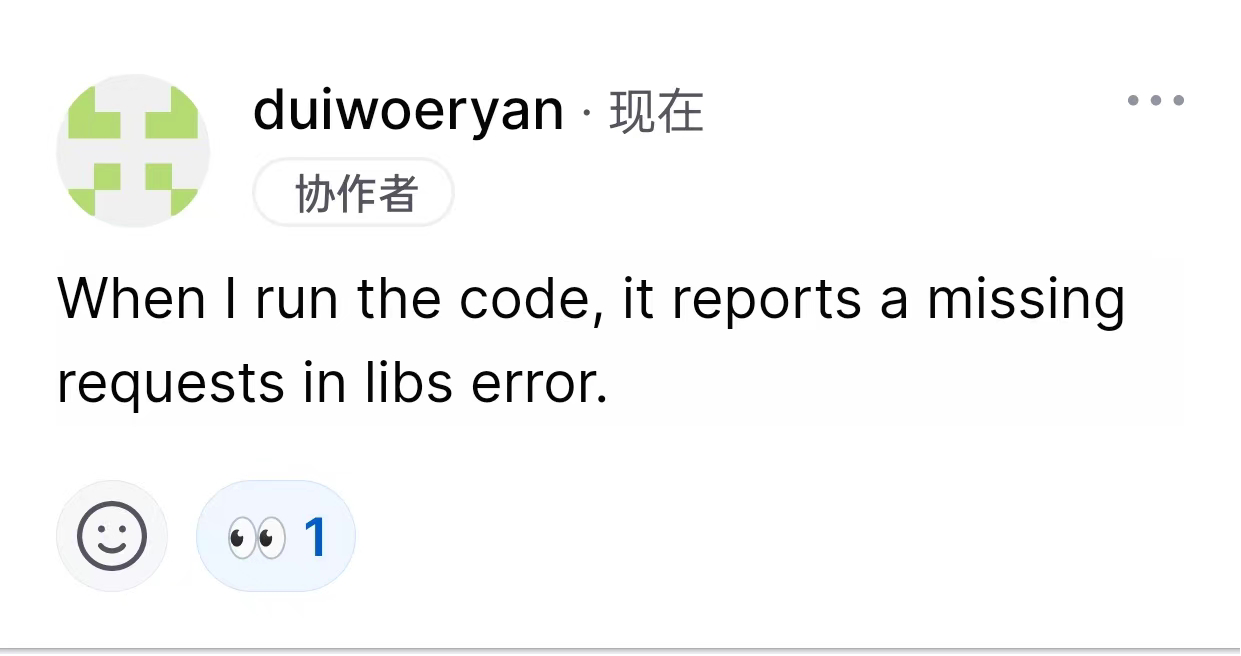 duiwoeryan · 现在
协作者
When I run the code, it reports a missing
requests in libs error.
👀 1